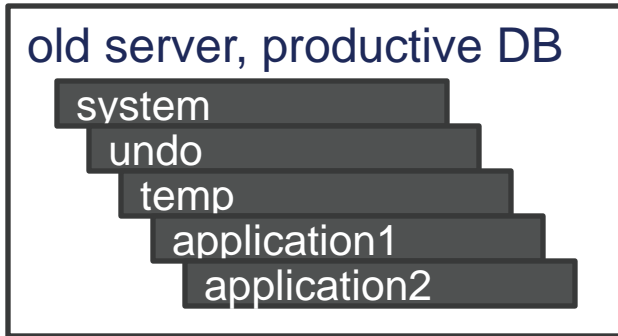 old server, productive DB
system
undo
temp
application1
application2